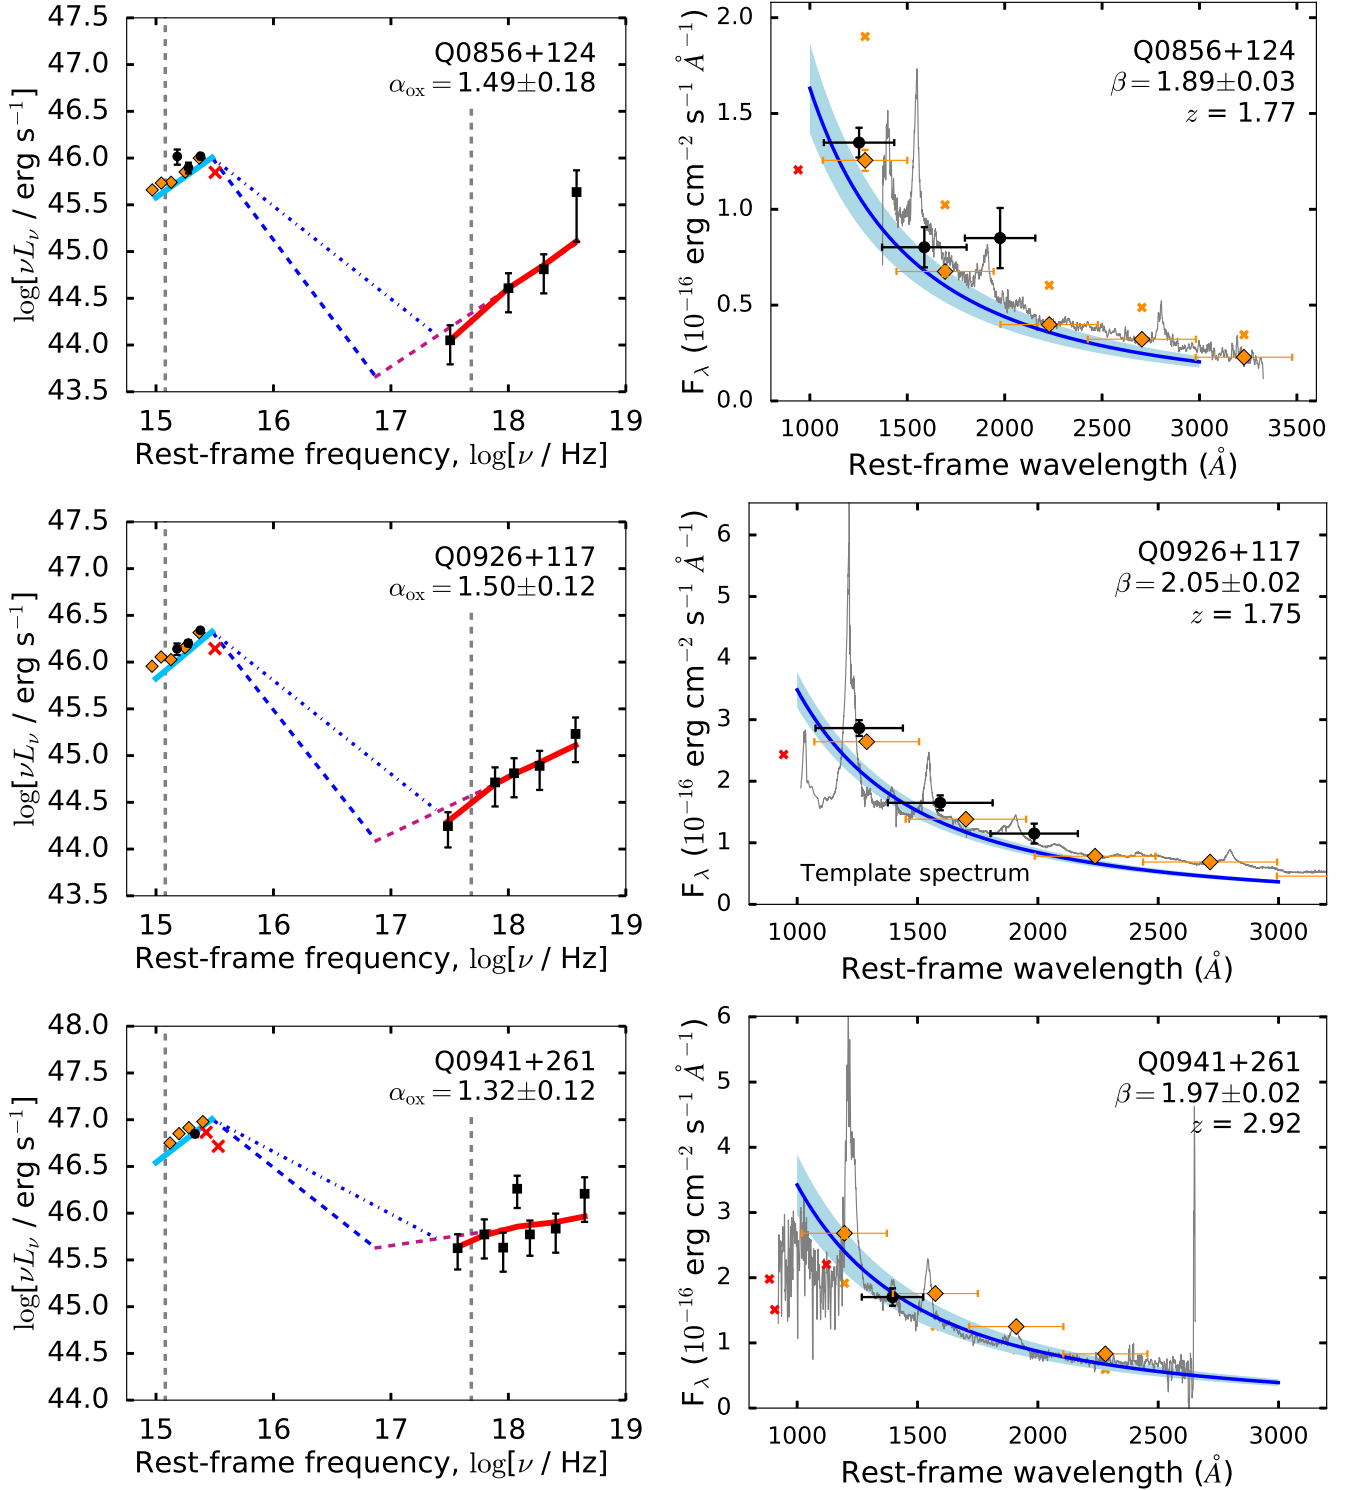 47.5
47.0
46.5
46.0
45.5
45.0
44.5
44.0
43.5
log[νL_ν / erg s⁻¹]
Q0856+124
α_ox = 1.49±0.18
15 16 17 18 19
Rest-frame frequency, log[ν / Hz]
2.0
1.5
1.0
0.5
0.0
F_λ (10⁻¹⁶ erg cm⁻² s⁻¹ Å⁻¹)
Q0856+124
β = 1.89±0.03
z = 1.77
1000 1500 2000 2500 3000 3500
Rest-frame wavelength (Å)
47.5
47.0
46.5
46.0
45.5
45.0
44.5
44.0
43.5
log[νL_ν / erg s⁻¹]
Q0926+117
α_ox = 1.50±0.12
15 16 17 18 19
Rest-frame frequency, log[ν / Hz]
6
5
4
3
2
1
0
F_λ (10⁻¹⁶ erg cm⁻² s⁻¹ Å⁻¹)
Q0926+117
β = 2.05±0.02
z = 1.75
Template spectrum
1000 1500 2000 2500 3000
Rest-frame wavelength (Å)
48.0
47.5
47.0
46.5
46.0
45.5
45.0
44.5
44.0
log[νL_ν / erg s⁻¹]
Q0941+261
α_ox = 1.32±0.12
15 16 17 18 19
Rest-frame frequency, log[ν / Hz]
6
5
4
3
2
1
0
F_λ (10⁻¹⁶ erg cm⁻² s⁻¹ Å⁻¹)
Q0941+261
β = 1.97±0.02
z = 2.92
1000 1500 2000 2500 3000
Rest-frame wavelength (Å)